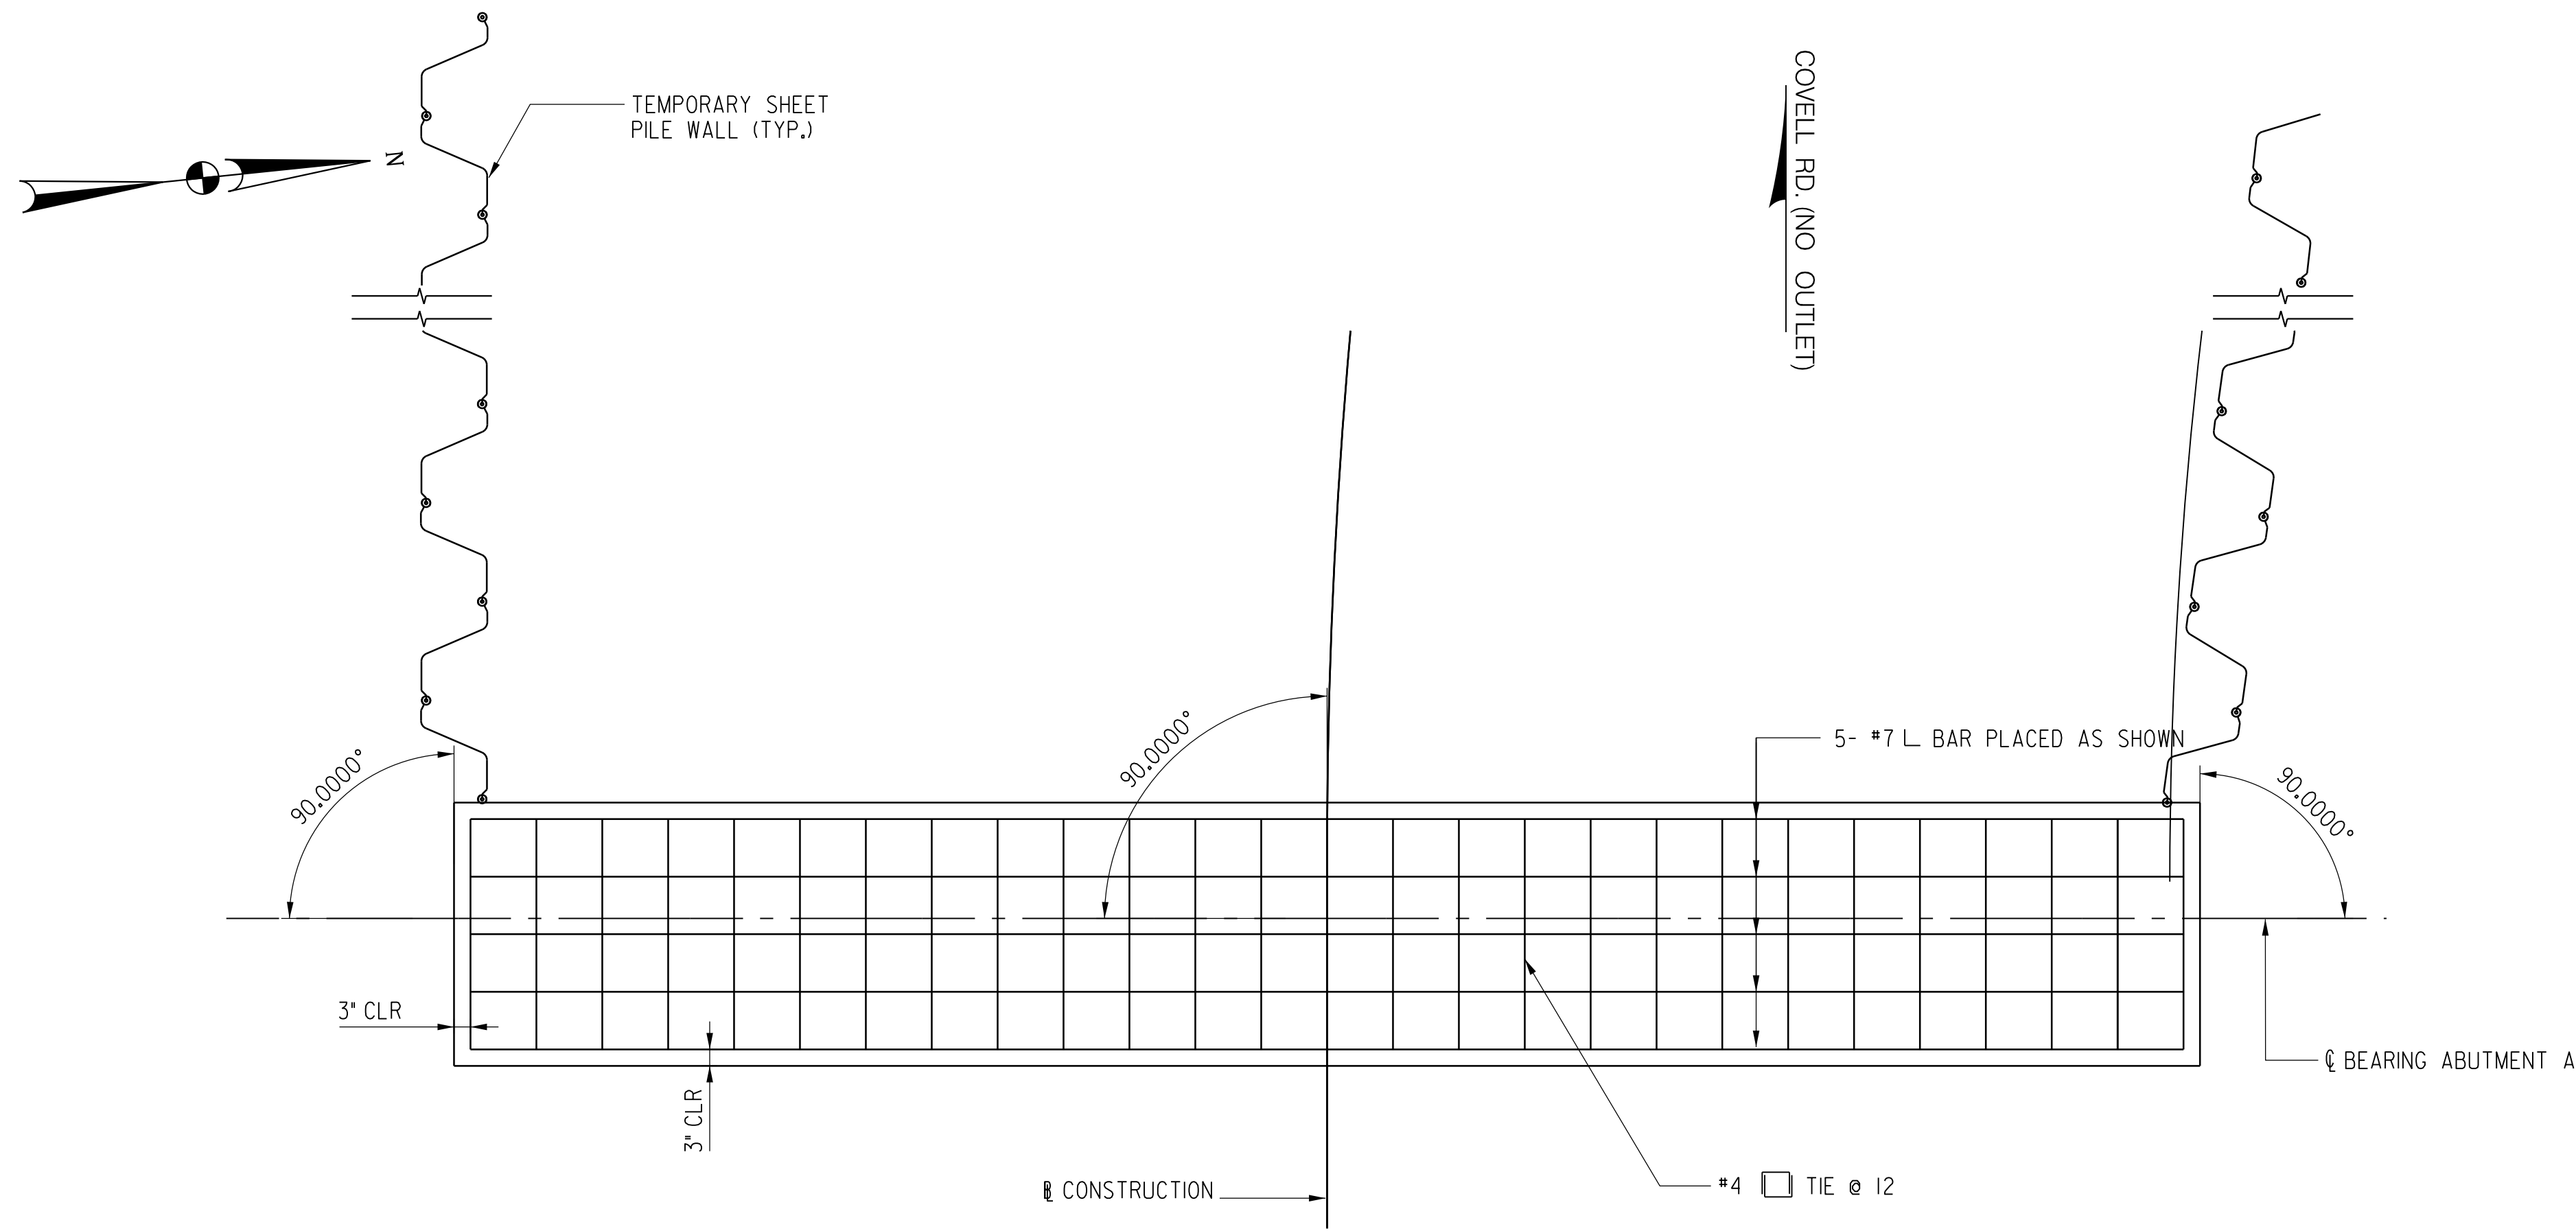 TEMPORARY SHEET
PILE WALL (TYP.)
N
COVELL RD. (NO OUTLET)
90.0000°
90.0000°
5- #7 L BAR PLACED AS SHOWN
90.0000°
3" CLR
3" CLR
℄ BEARING ABUTMENT A
CONSTRUCTION
#4 TIE @ 12